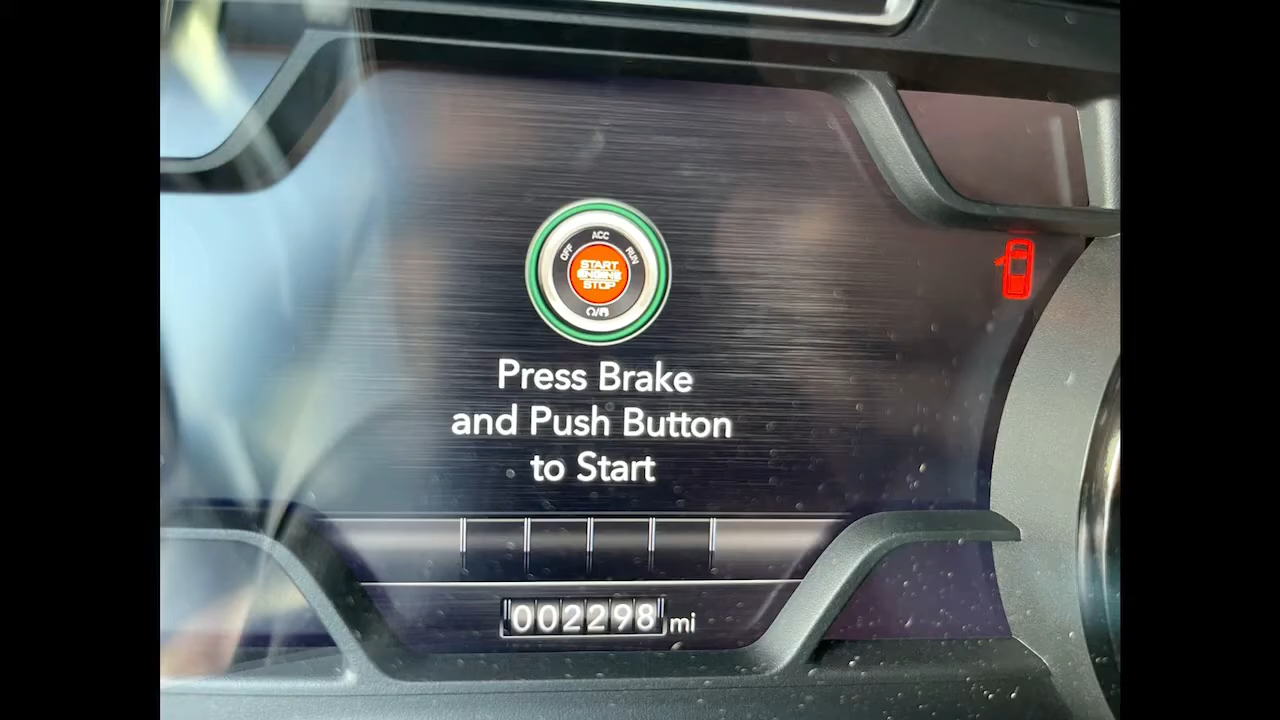 OFF ACC RUN
START
ENGINE
STOP
Press Brake
and Push Button
to Start
002298 mi